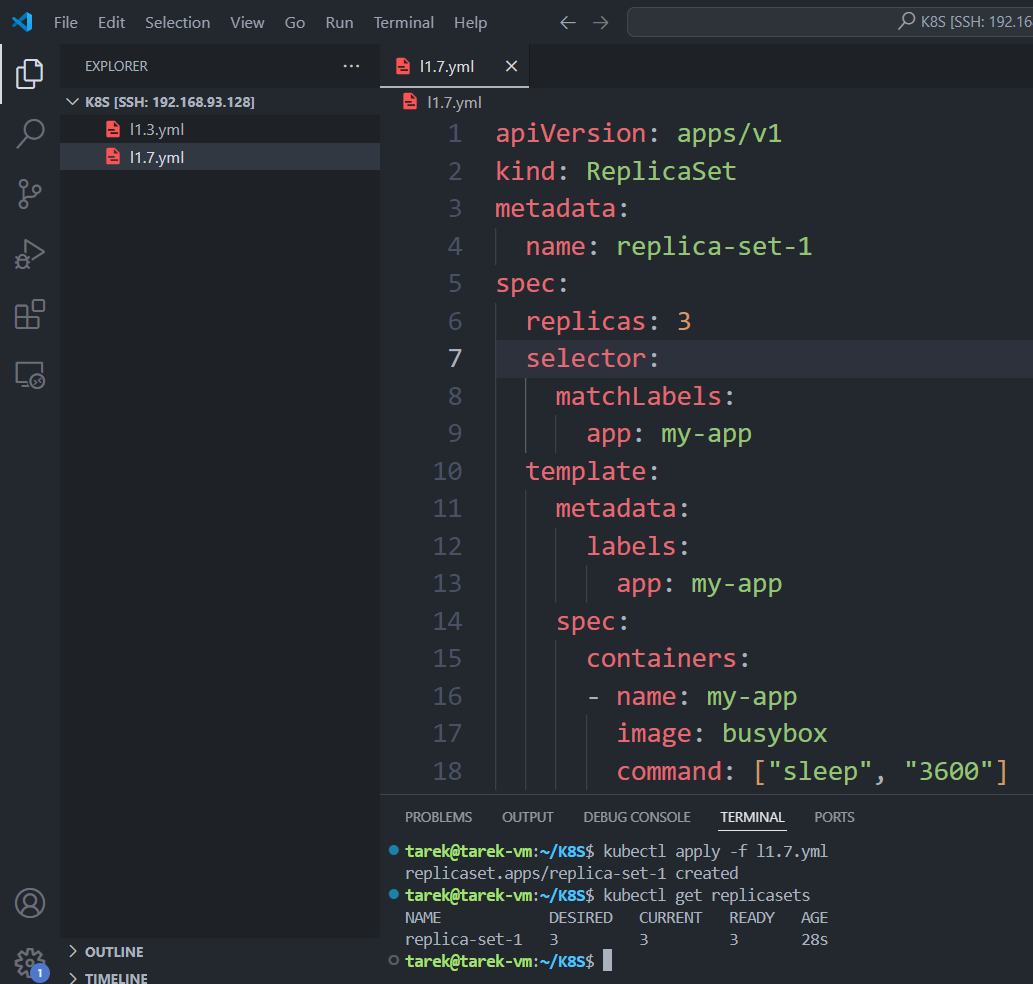 File Edit Selection View Go Run Terminal Help
K8S [SSH: 192.16
EXPLORER
l1.7.yml
K8S [SSH: 192.168.93.128]
l1.3.yml
l1.7.yml
l1.7.yml
1 apiVersion: apps/v1
2 kind: ReplicaSet
3 metadata:
4 name: replica-set-1
5 spec:
6 replicas: 3
7 selector:
8 matchLabels:
9 app: my-app
10 template:
11 metadata:
12 labels:
13 app: my-app
14 spec:
15 containers:
16 - name: my-app
17 image: busybox
18 command: ["sleep", "3600"]
PROBLEMS OUTPUT DEBUG CONSOLE TERMINAL PORTS
tarek@tarek-vm:~/K8S$ kubectl apply -f l1.7.yml
replicaset.apps/replica-set-1 created
tarek@tarek-vm:~/K8S$ kubectl get replicasets
NAME DESIRED CURRENT READY AGE
replica-set-1 3 3 3 28s
tarek@tarek-vm:~/K8S$
OUTLINE
TIMELINE
1